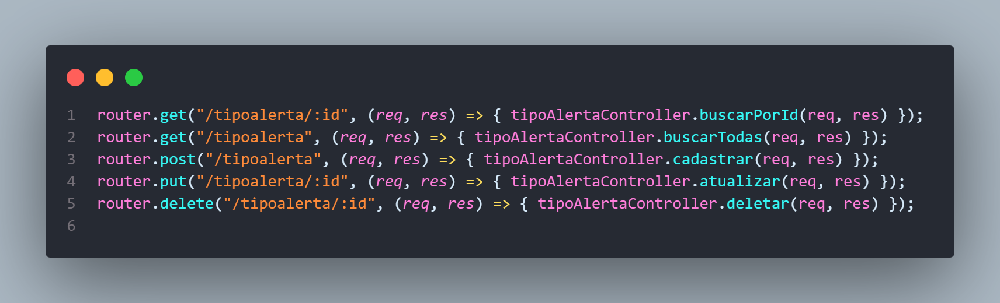 1 router.get("/tipoalerta/:id", (req, res) => { tipoAlertaController.buscarPorId(req, res) });
2 router.get("/tipoalerta", (req, res) => { tipoAlertaController.buscarTodas(req, res) });
3 router.post("/tipoalerta", (req, res) => { tipoAlertaController.cadastrar(req, res) });
4 router.put("/tipoalerta/:id", (req, res) => { tipoAlertaController.atualizar(req, res) });
5 router.delete("/tipoalerta/:id", (req, res) => { tipoAlertaController.deletar(req, res) });
6